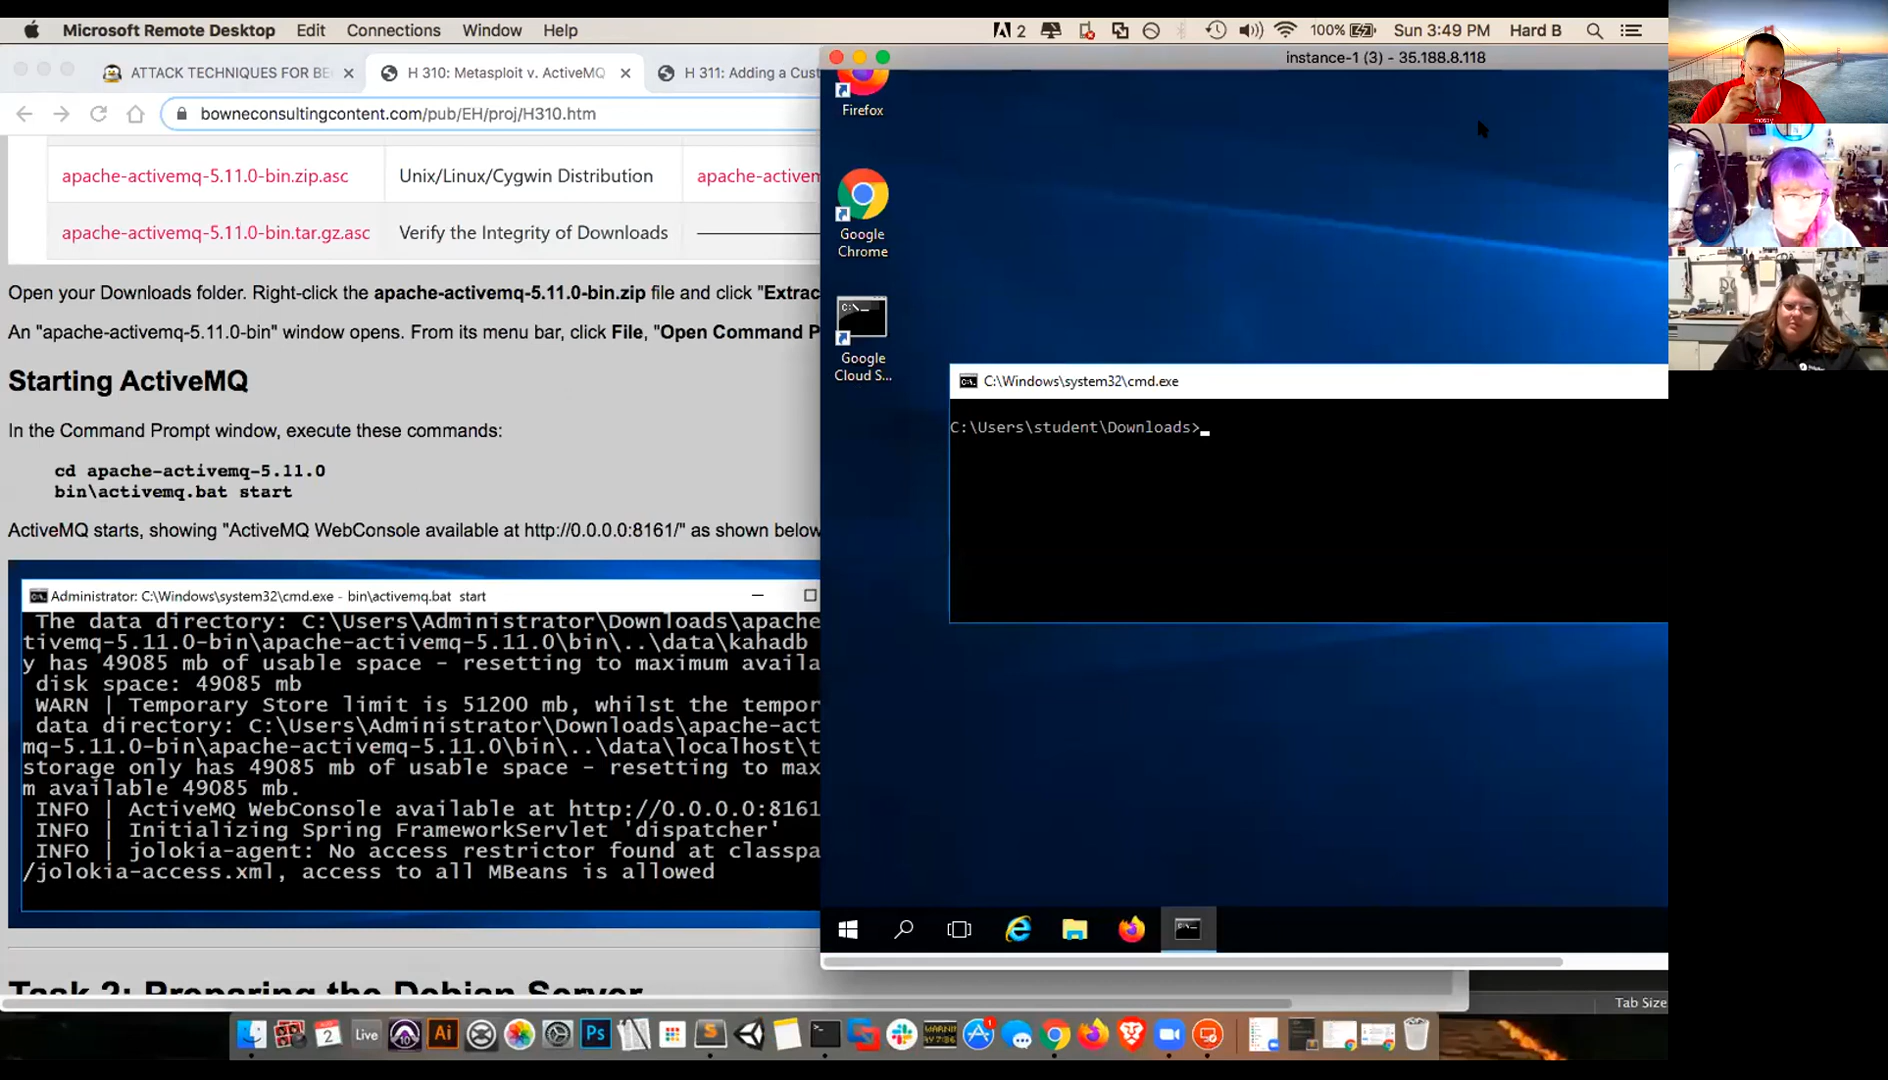 Microsoft Remote Desktop Edit Connections Window Help
2 100% Sun 3:49 PM Hard B
ATTACK TECHNIQUES FOR BE
H 310: Metasploit v. ActiveMQ
H 311: Adding a Cust
bowneconsultingcontent.com/pub/EH/proj/H310.htm
apache-activemq-5.11.0-bin.zip.asc Unix/Linux/Cygwin Distribution apache-activem
apache-activemq-5.11.0-bin.tar.gz.asc Verify the Integrity of Downloads
Open your Downloads folder. Right-click the apache-activemq-5.11.0-bin.zip file and click "Extrac
An "apache-activemq-5.11.0-bin" window opens. From its menu bar, click File, "Open Command P
Starting ActiveMQ
In the Command Prompt window, execute these commands:
cd apache-activemq-5.11.0
bin\activemq.bat start
ActiveMQ starts, showing "ActiveMQ WebConsole available at http://0.0.0.0:8161/" as shown below
Administrator: C:\Windows\system32\cmd.exe - bin\activemq.bat start
The data directory: C:\Users\Administrator\Downloads\apache
tivemq-5.11.0-bin\apache-activemq-5.11.0\bin\..\data\kahadb
y has 49085 mb of usable space - resetting to maximum availa
disk space: 49085 mb
WARN | Temporary Store limit is 51200 mb, whilst the tempor
data directory: C:\Users\Administrator\Downloads\apache-act
mq-5.11.0-bin\apache-activemq-5.11.0\bin\..\data\localhost\t
storage only has 49085 mb of usable space - resetting to max
m available 49085 mb.
INFO | ActiveMQ WebConsole available at http://0.0.0.0:8161
INFO | Initializing Spring FrameworkServlet 'dispatcher'
INFO | jolokia-agent: No access restrictor found at classpa
/jolokia-access.xml, access to all MBeans is allowed
Task 2: Preparing the Debian Server
instance-1 (3) - 35.188.8.118
Firefox
Google
Chrome
Google
Cloud S...
C:\Windows\system32\cmd.exe
C:\Users\student\Downloads>
Tab Size
2
Live
Ai
Ps
1